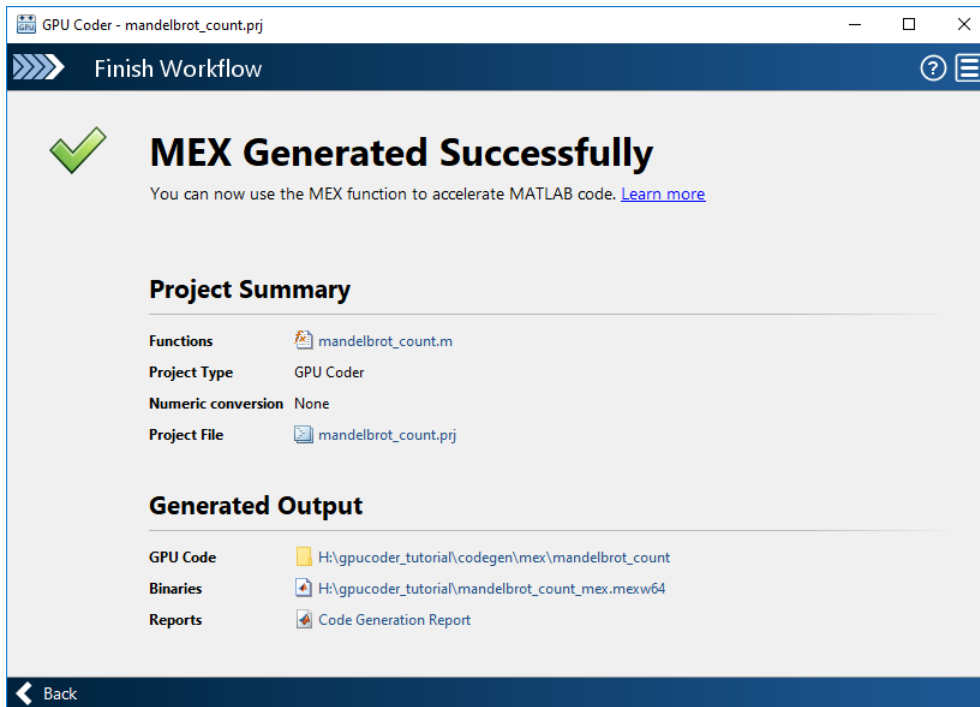 GPU Coder - mandelbrot_count.prj
Finish Workflow
MEX Generated Successfully
You can now use the MEX function to accelerate MATLAB code. Learn more
Project Summary
Functions mandelbrot_count.m
Project Type GPU Coder
Numeric conversion None
Project File mandelbrot_count.prj
Generated Output
GPU Code H:\gpucoder_tutorial\codegen\mex\mandelbrot_count
Binaries H:\gpucoder_tutorial\mandelbrot_count_mex.mexw64
Reports Code Generation Report
Back